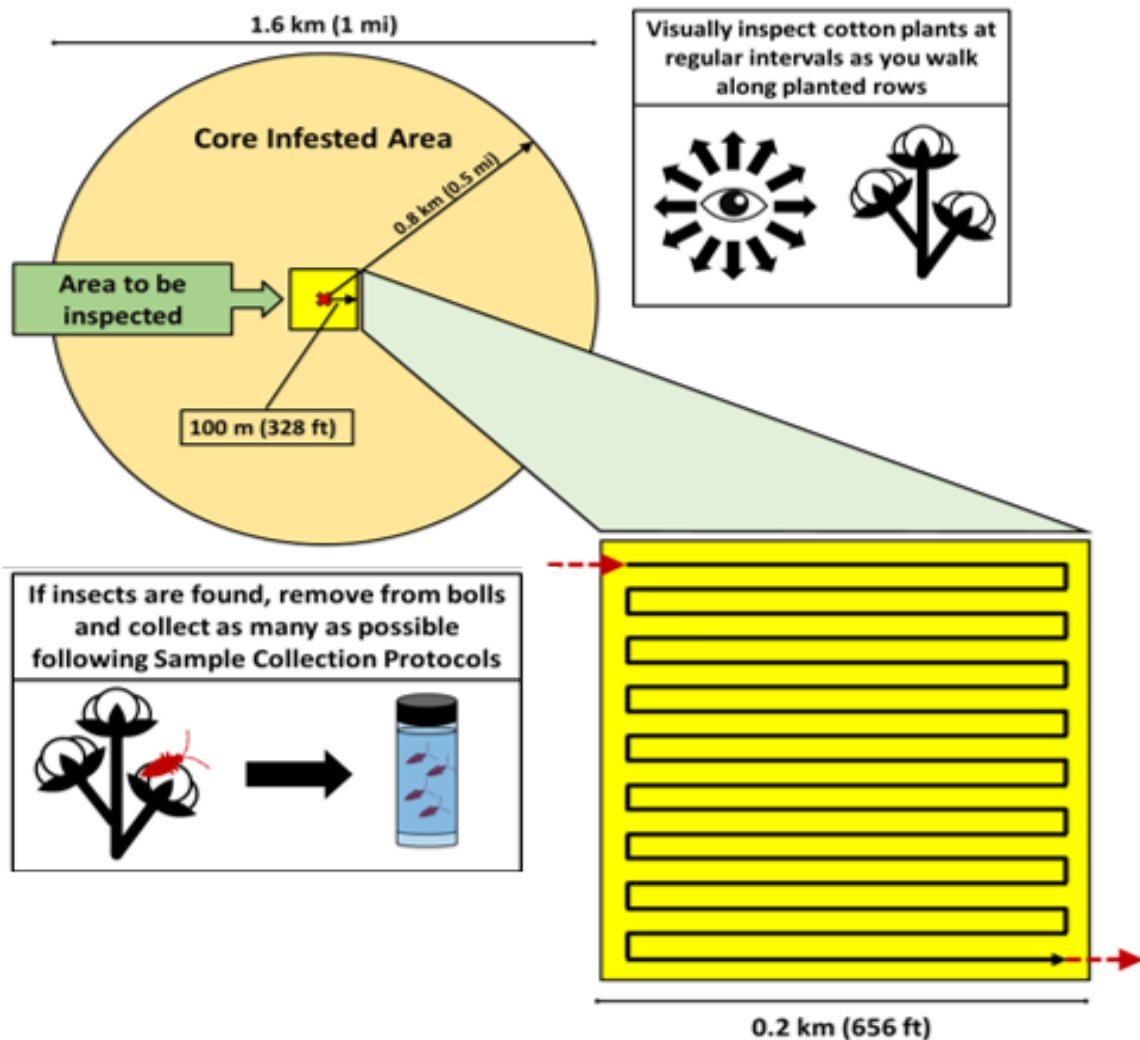 1.6 km (1 mi)
Core Infested Area
0.8 km (0.5 mi)
Area to be
inspected
100 m (328 ft)
Visually inspect cotton plants at
regular intervals as you walk
along planted rows
If insects are found, remove from bolls
and collect as many as possible
following Sample Collection Protocols
0.2 km (656 ft)